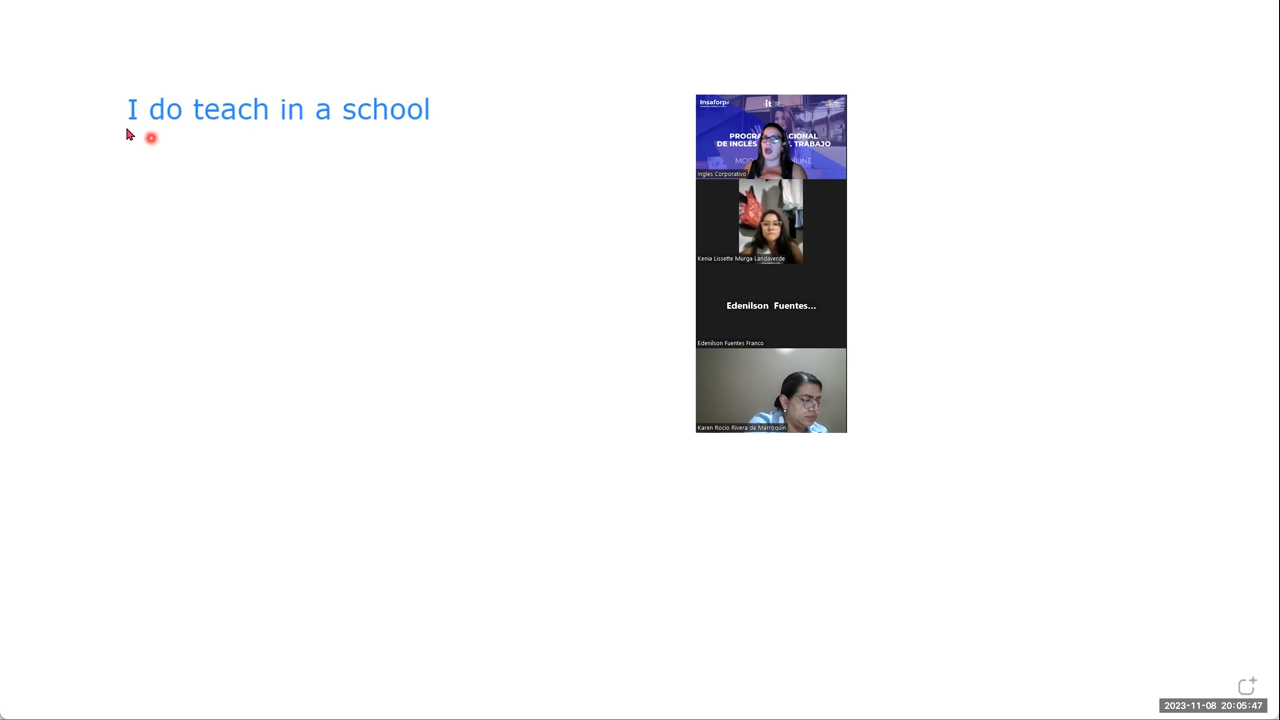 I do teach in a school
Insaforp
it
PROGRA CIONAL
DE INGLÉS L TRABAJO
Ingles Corporativo
Kenia Lissette Murga Landaverde
Edenilson Fuentes...
Edenilson Fuentes Franco
Karen Rocio Rivera de Marroquin
2023-11-08 20:05:47